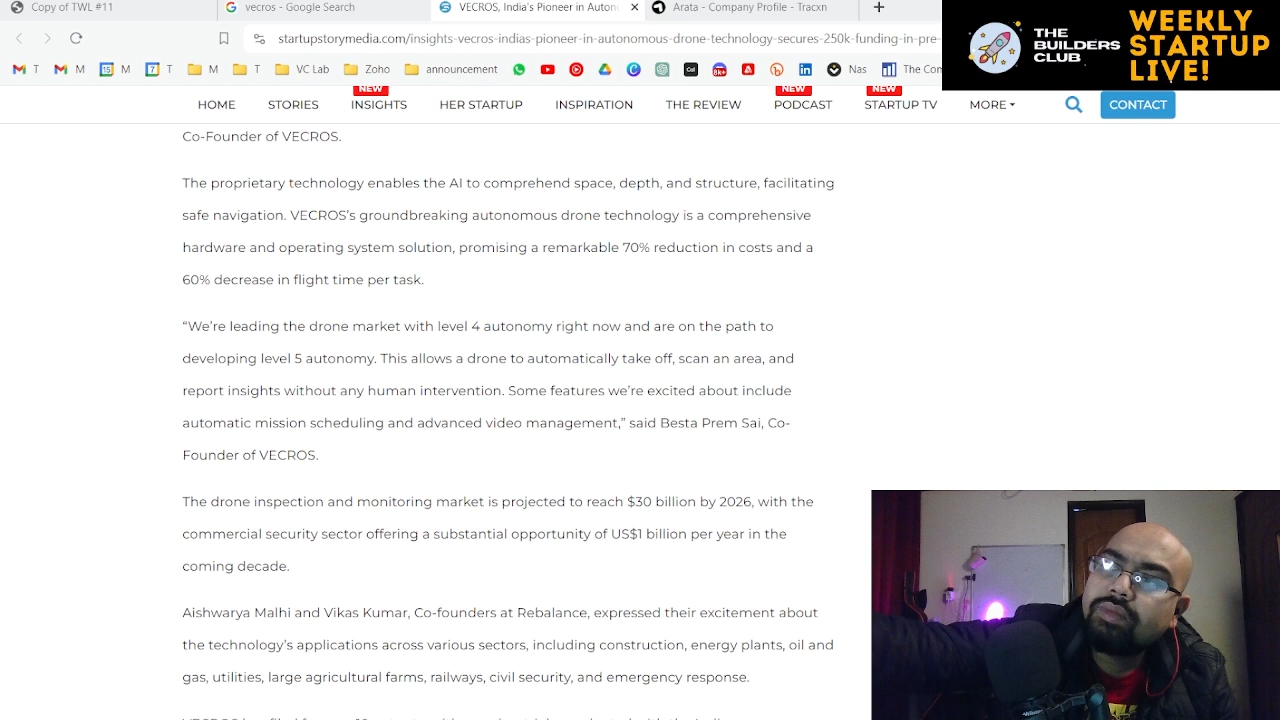 Copy of TWL #11
vecros - Google Search
VECROS, India's Pioneer in Auton
Arata - Company Profile - Tracxn
startupstorymedia.com/insights-vecros-indias-pioneer-in-autonomous-drone-technology-secures-250k-funding-in-pre-
T
M
M
T
M
T
VC Lab
Zoho
announcement
Nas
The Com
THE
BUILDERS
CLUB
WEEKLY
STARTUP
LIVE!
NEW
NEW
NEW
HOME
STORIES
INSIGHTS
HER STARTUP
INSPIRATION
THE REVIEW
PODCAST
STARTUP TV
MORE
CONTACT
Co-Founder of VECROS.
The proprietary technology enables the AI to comprehend space, depth, and structure, facilitating
safe navigation. VECROS's groundbreaking autonomous drone technology is a comprehensive
hardware and operating system solution, promising a remarkable 70% reduction in costs and a
60% decrease in flight time per task.
“We’re leading the drone market with level 4 autonomy right now and are on the path to
developing level 5 autonomy. This allows a drone to automatically take off, scan an area, and
report insights without any human intervention. Some features we’re excited about include
automatic mission scheduling and advanced video management,” said Besta Prem Sai, Co-
Founder of VECROS.
The drone inspection and monitoring market is projected to reach $30 billion by 2026, with the
commercial security sector offering a substantial opportunity of US$1 billion per year in the
coming decade.
Aishwarya Malhi and Vikas Kumar, Co-founders at Rebalance, expressed their excitement about
the technology’s applications across various sectors, including construction, energy plants, oil and
gas, utilities, large agricultural farms, railways, civil security, and emergency response.